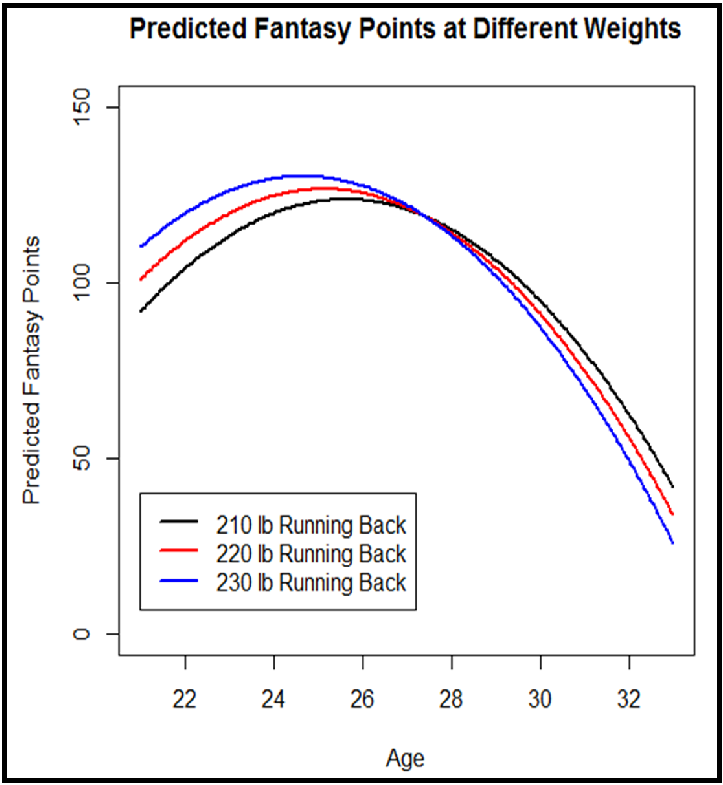 Predicted Fantasy Points at Different Weights
150
100
50
0
Predicted Fantasy Points
210 lb Running Back
220 lb Running Back
230 lb Running Back
22 24 26 28 30 32
Age